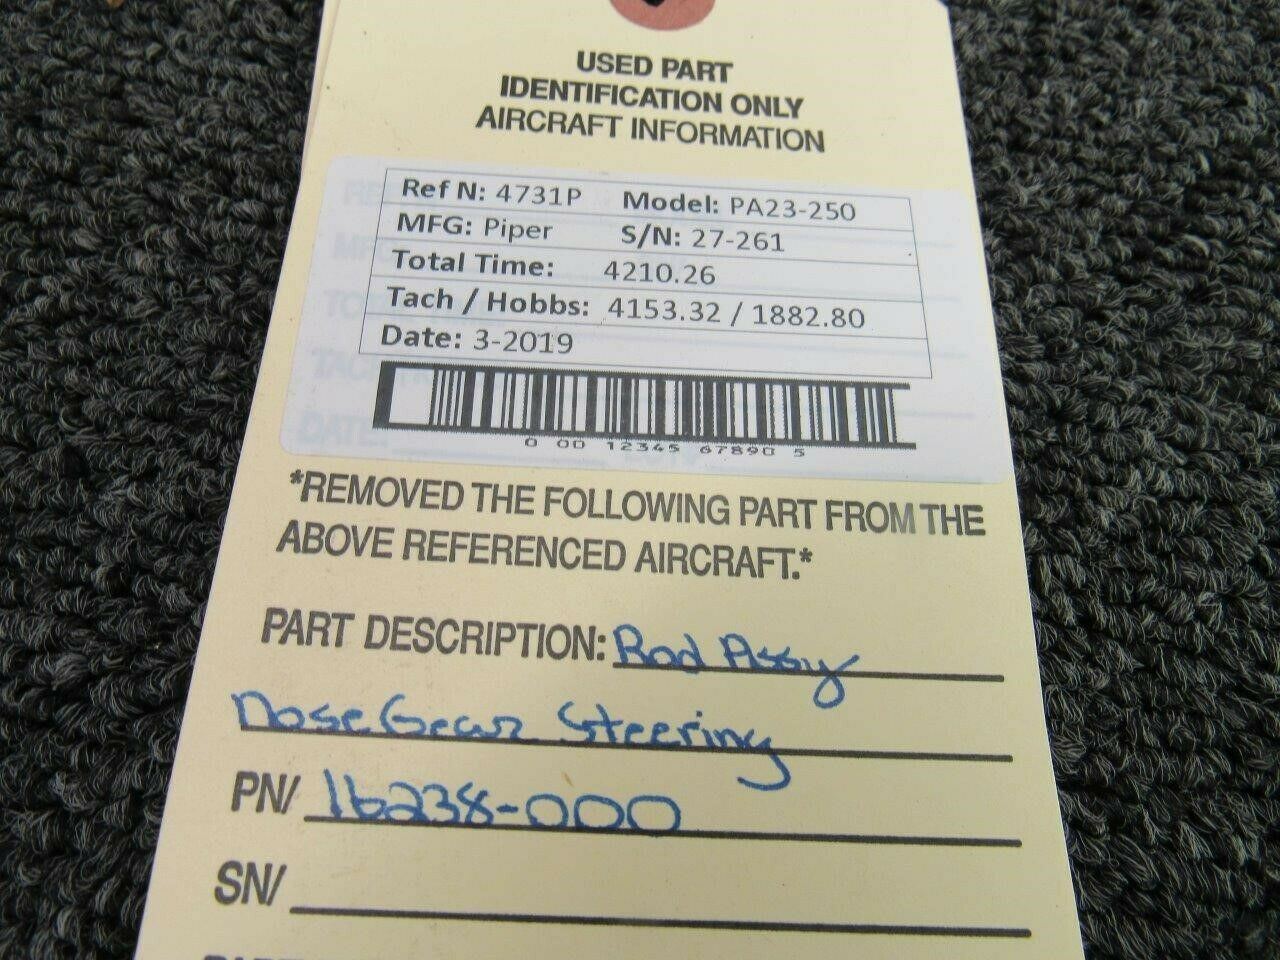 USED PART
IDENTIFICATION ONLY
AIRCRAFT INFORMATION
Ref N: 4731P Model: PA23-250
MFG: Piper S/N: 27-261
Total Time: 4210.26
Tach / Hobbs: 4153.32 / 1882.80
Date: 3-2019
0 00 12345 67890 5
*REMOVED THE FOLLOWING PART FROM THE
ABOVE REFERENCED AIRCRAFT.*
PART DESCRIPTION: Rod Assy
Nose Gear Steering
PN/ 16238-000
SN/